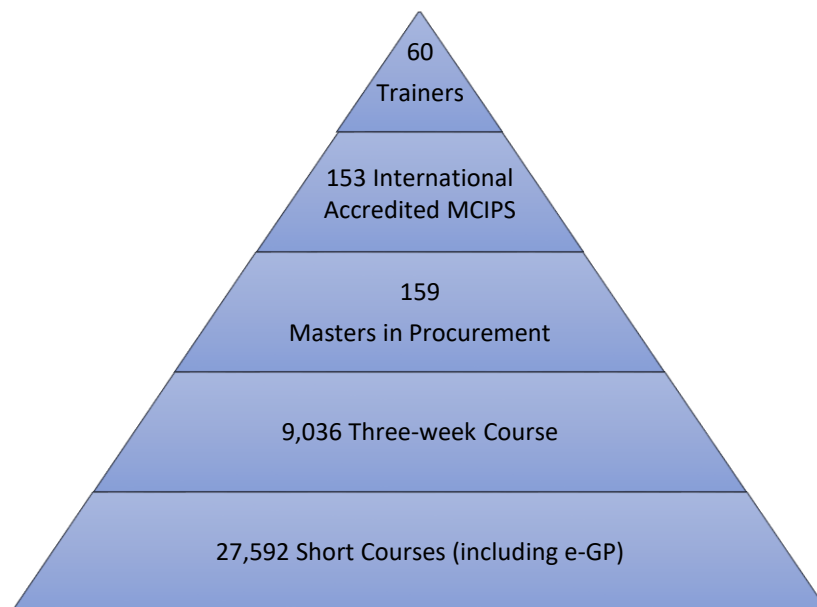 60
Trainers
153 International
Accredited MCIPS
159
Masters in Procurement
9,036 Three-week Course
27,592 Short Courses (including e-GP)